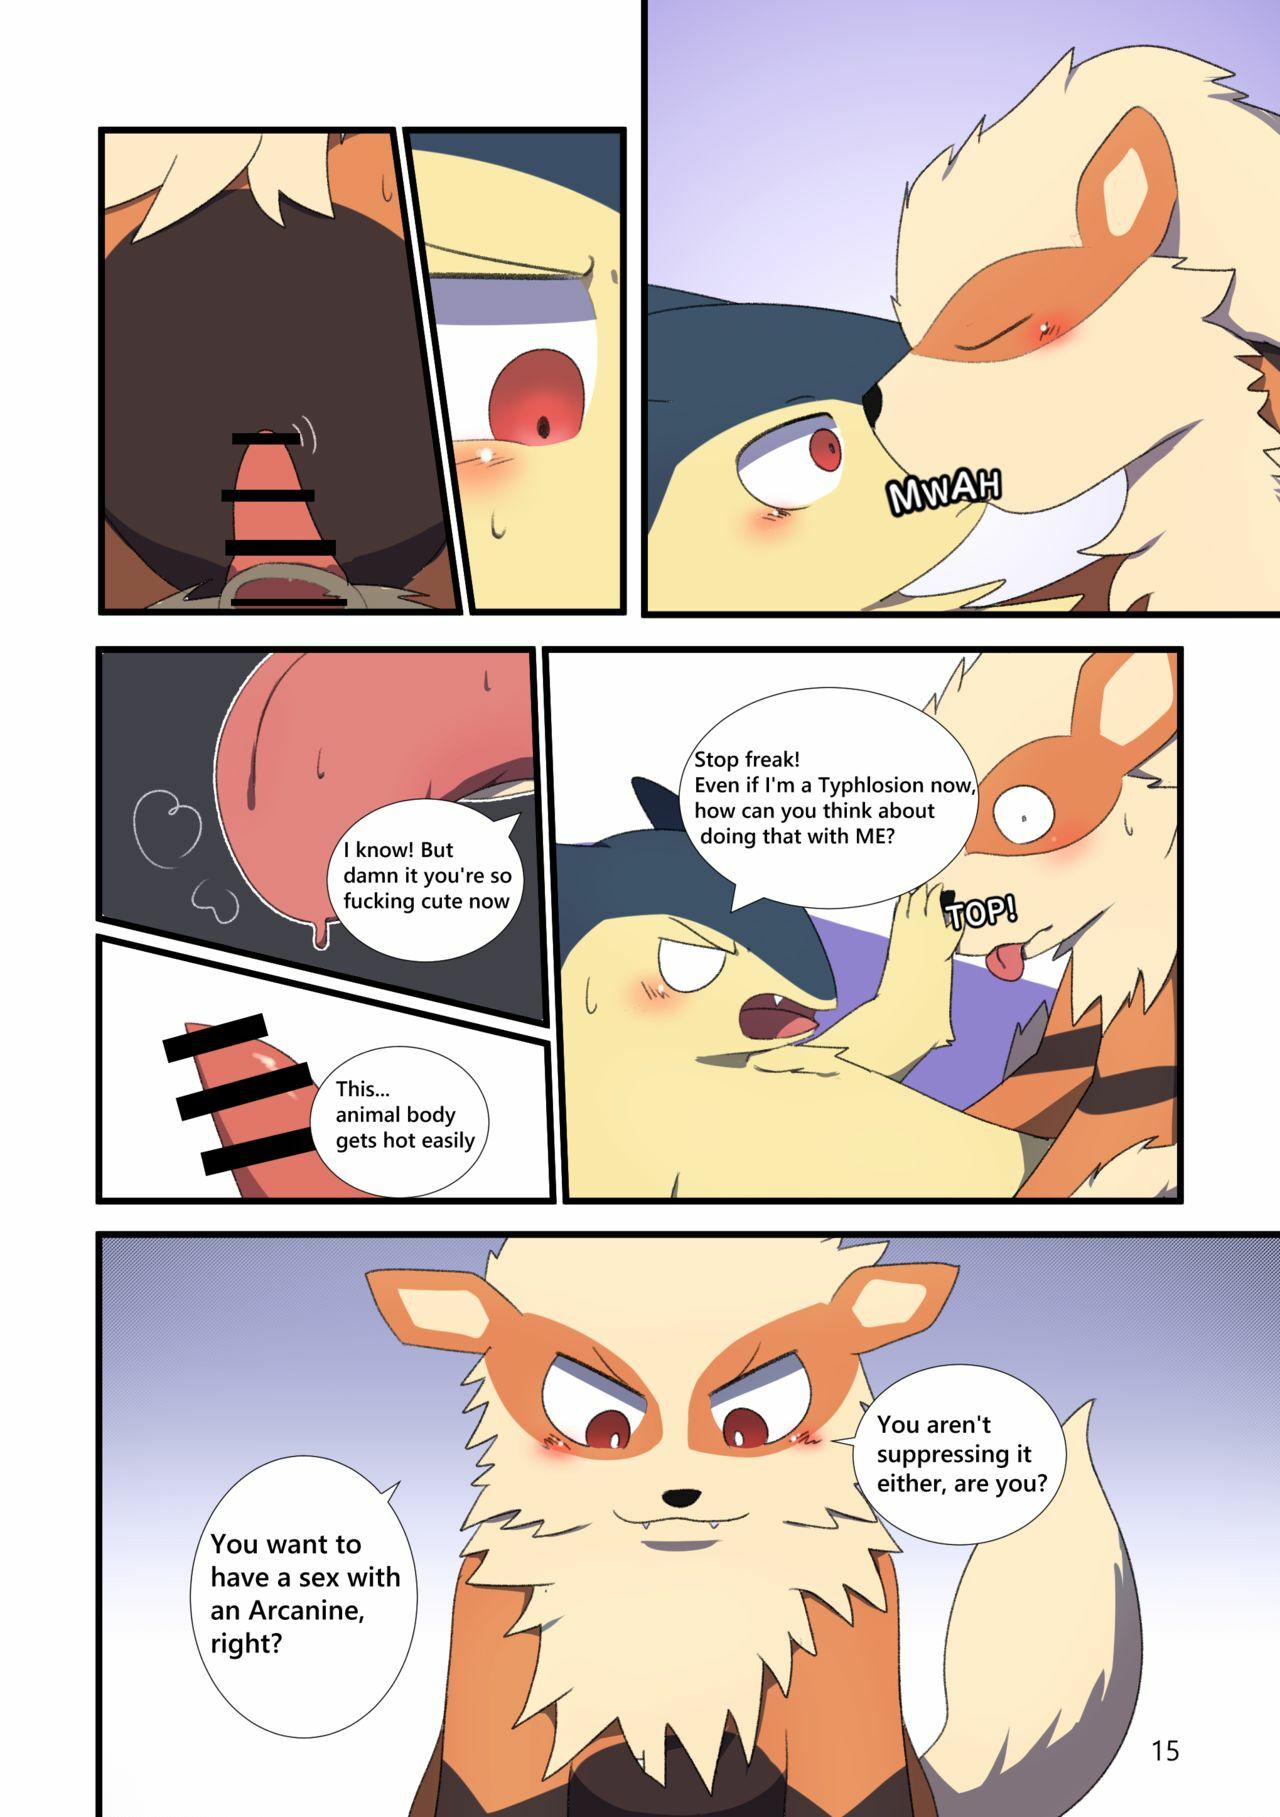 MWAH
Stop freak!
Even if I'm a Typhlosion now,
how can you think about
doing that with ME?
TOP!
I know! But
damn it you're so
fucking cute now
This...
animal body
gets hot easily
You aren't
suppressing it
either, are you?
You want to
have a sex with
an Arcanine,
right?
15